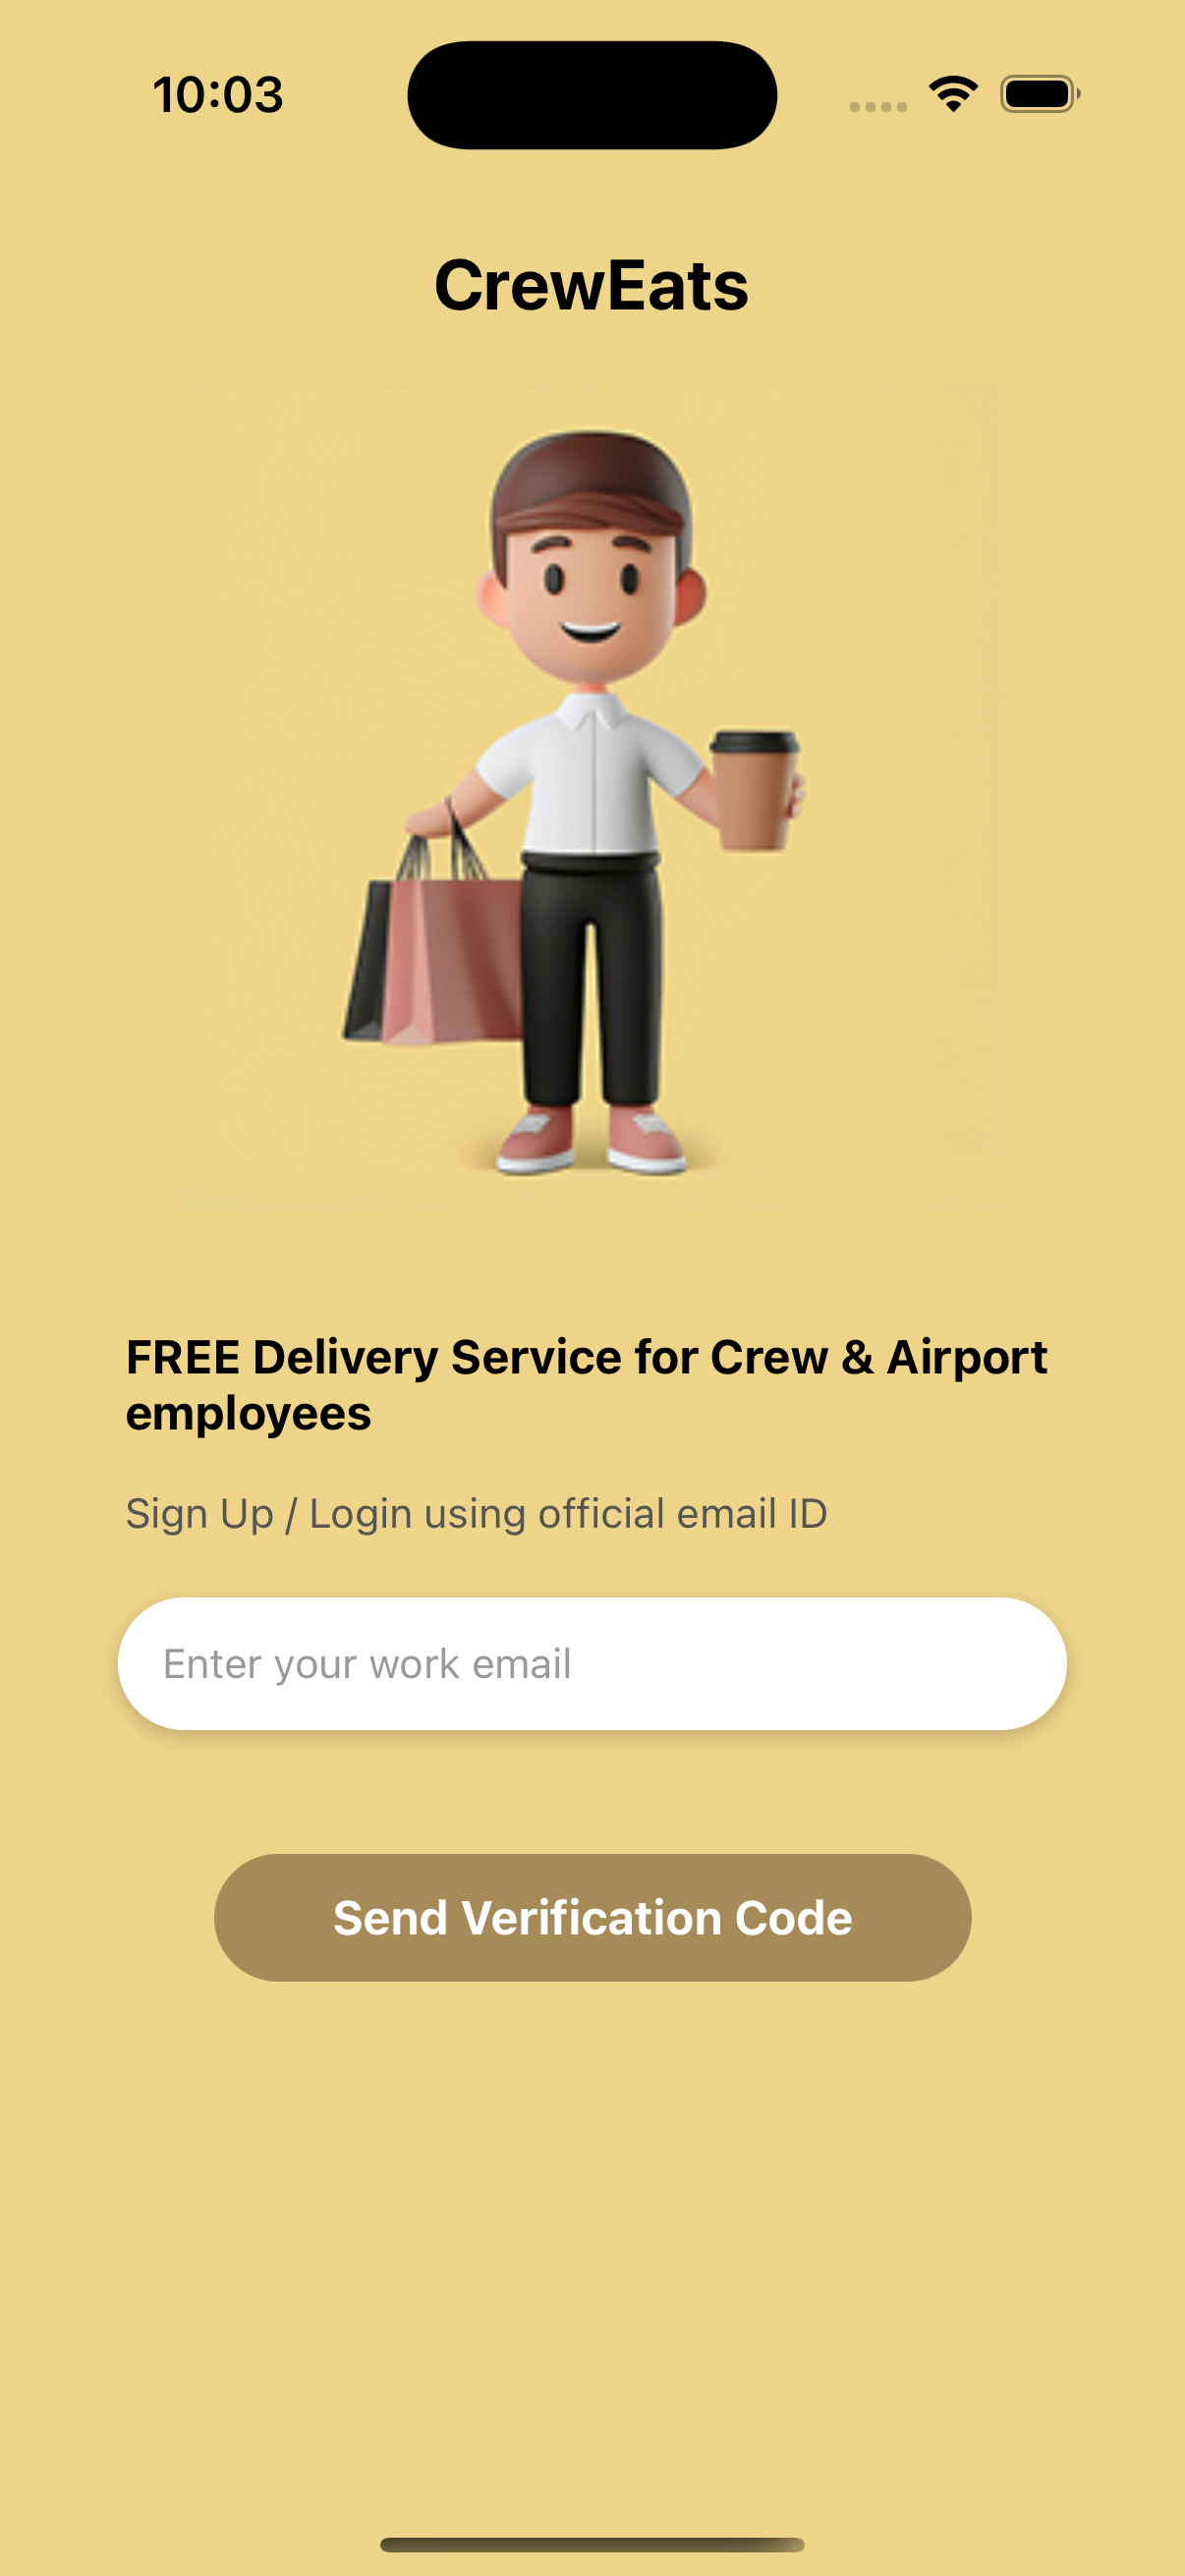 10:03
CrewEats
FREE Delivery Service for Crew & Airport
employees
Sign Up / Login using official email ID
Enter your work email
Send Verification Code